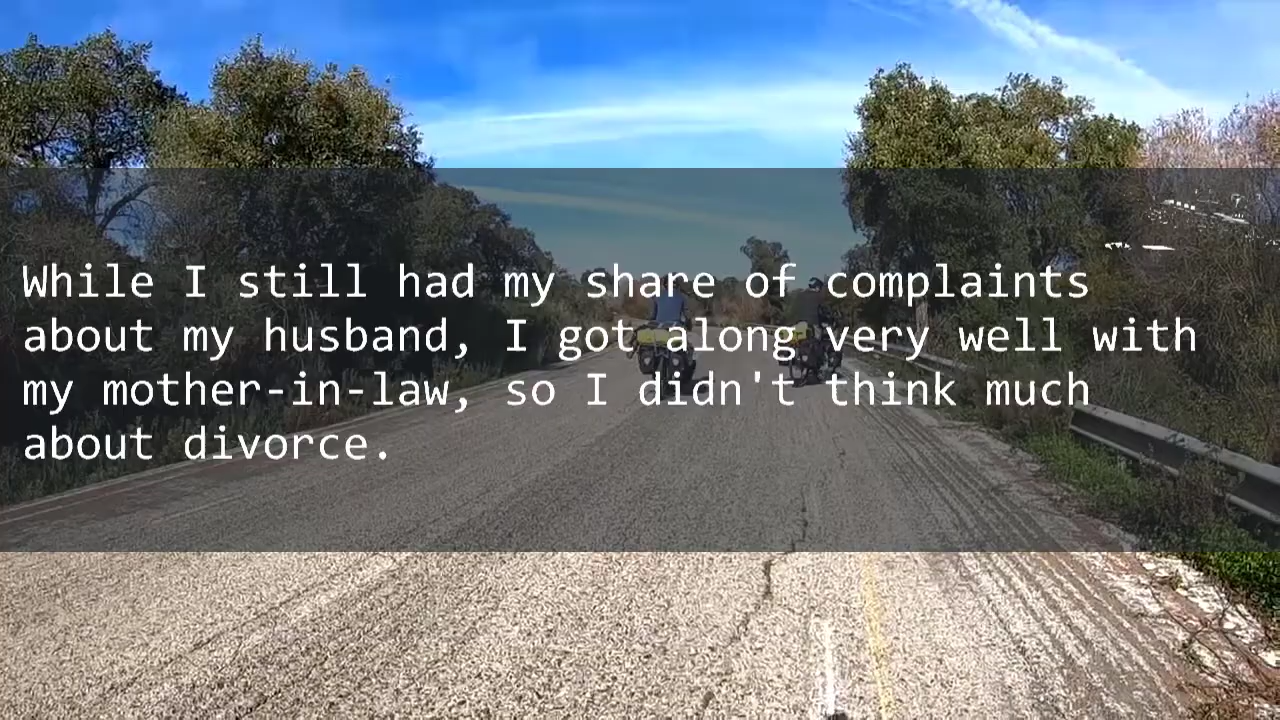 While I still had my share of complaints
about my husband, I got along very well with
my mother-in-law, so I didn't think much
about divorce.